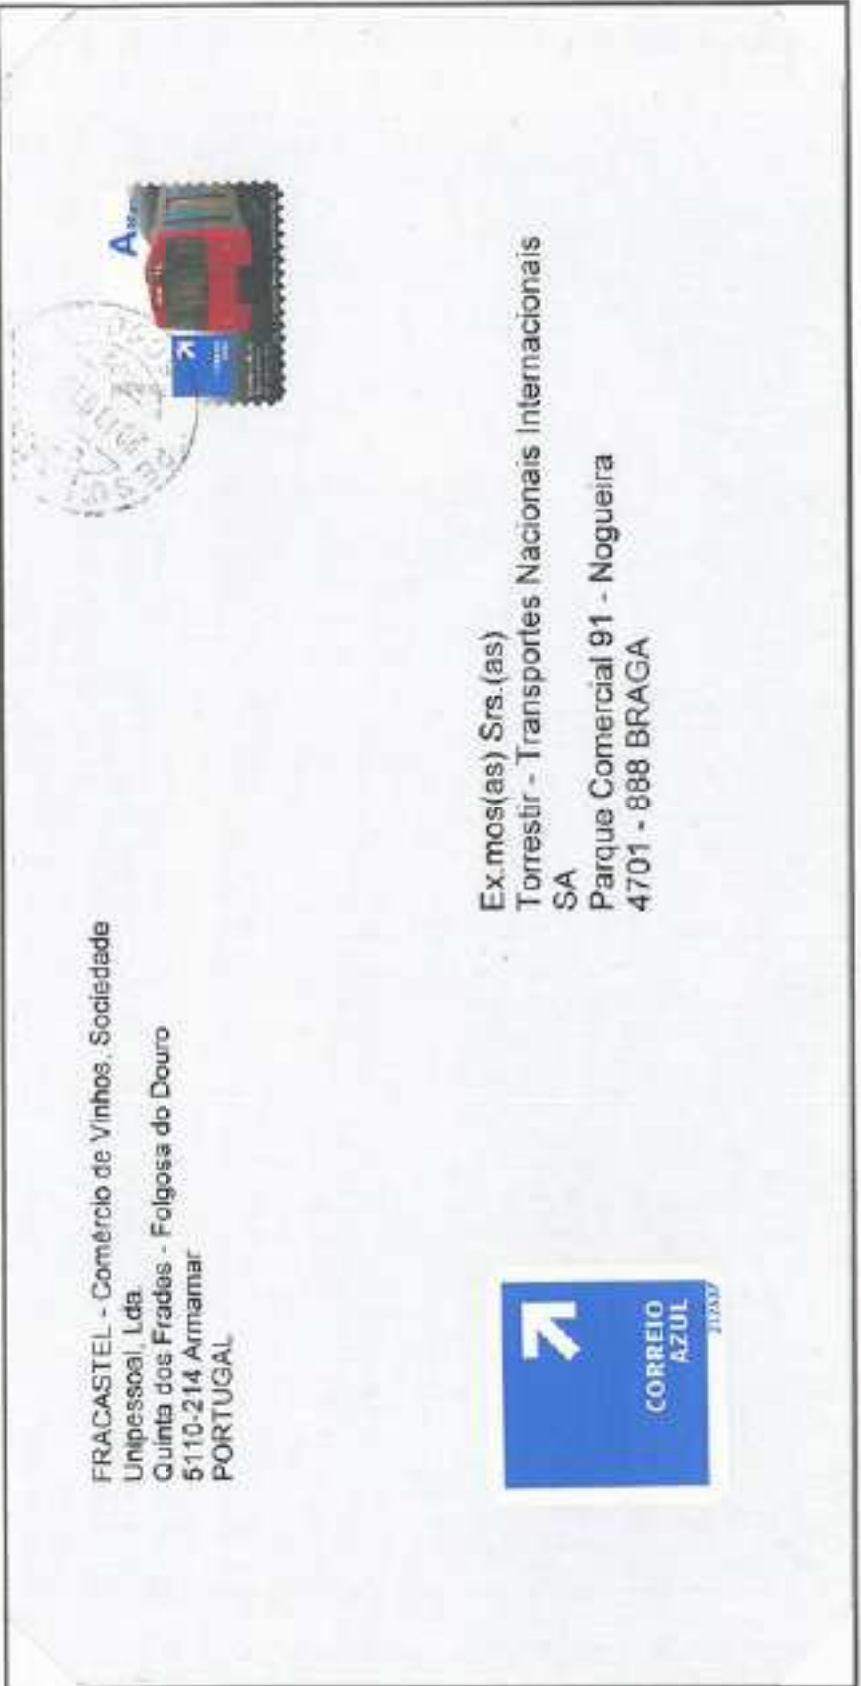 FRACASTEL - Comércio de Vinhos, Sociedade
Unipessoal, Lda.
Quinta dos Frades - Folgosa do Douro
5110-214 Armamar
PORTUGAL
A
Ex.mos(as) Srs.(as)
Torrestir - Transportes Nacionais Internacionais
SA
Parque Comercial 91 - Nogueira
4701 - 888 BRAGA
CORREIO
AZUL